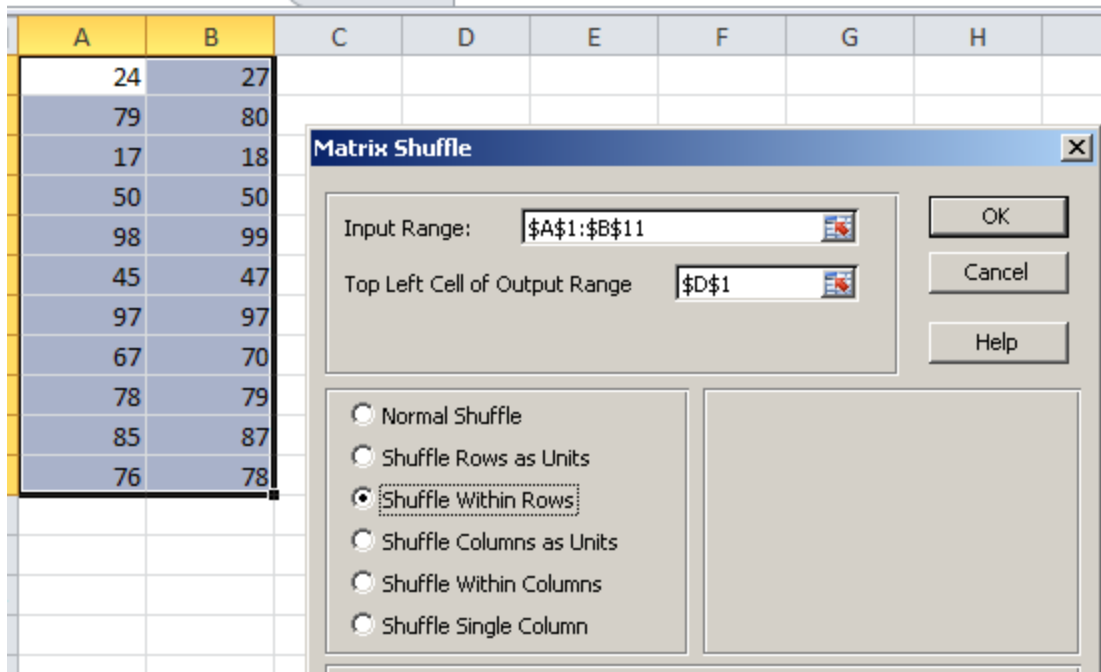 A B C D E F G H
24 27
79 80
17 18
50 50
98 99
45 47
97 97
67 70
78 79
85 87
76 78
Matrix Shuffle
Input Range: $A$1:$B$11
OK
Top Left Cell of Output Range $D$1
Cancel
Help
Normal Shuffle
Shuffle Rows as Units
Shuffle Within Rows
Shuffle Columns as Units
Shuffle Within Columns
Shuffle Single Column